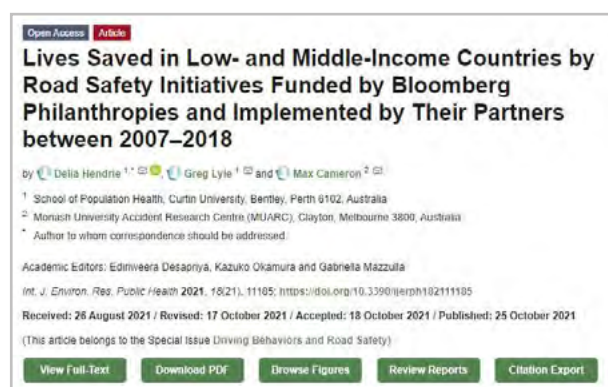 Open Access Article
Lives Saved in Low- and Middle-Income Countries by
Road Safety Initiatives Funded by Bloomberg
Philanthropies and Implemented by Their Partners
between 2007–2018
by Delia Hendrie 1,* , Greg Lyle 1 and Max Cameron 2
1 School of Population Health, Curtin University, Bentley, Perth 6102, Australia
2 Monash University Accident Research Centre (MUARC), Clayton, Melbourne 3800, Australia
* Author to whom correspondence should be addressed.
Academic Editors: Ediriweera Desapriya, Kazuko Okamura and Gabriella Mazzulla
Int. J. Environ. Res. Public Health 2021, 18(21), 11185; https://doi.org/10.3390/ijerph182111185
Received: 26 August 2021 / Revised: 17 October 2021 / Accepted: 18 October 2021 / Published: 25 October 2021
(This article belongs to the Special Issue Driving Behaviors and Road Safety)
View Full-Text Download PDF Browse Figures Review Reports Citation Export